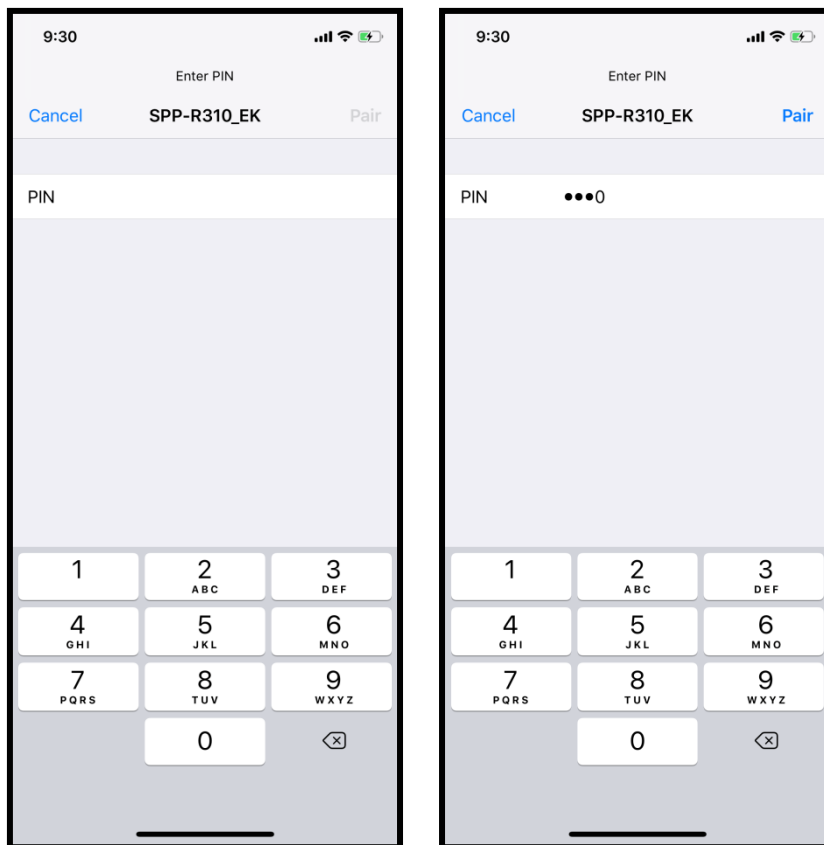 9:30
Enter PIN
Cancel SPP-R310_EK Pair
PIN
1 2 3
ABC DEF
4 5 6
GHI JKL MNO
7 8 9
PQRS TUV WXYZ
0
9:30
Enter PIN
Cancel SPP-R310_EK Pair
PIN •••0
1 2 3
ABC DEF
4 5 6
GHI JKL MNO
7 8 9
PQRS TUV WXYZ
0